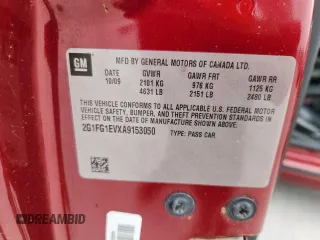 GM
MFD BY GENERAL MOTORS OF CANADA LTD.
DATE GVWR GAWR FRT GAWR RR
10/09 2101 KG 976 KG 1125 KG
4631 LB 2151 LB 2480 LB
THIS VEHICLE CONFORMS TO ALL APPLICABLE U.S. FEDERAL MOTOR
VEHICLE SAFETY, BUMPER, AND THEFT PREVENTION STANDARDS IN
EFFECT ON THE DATE OF MANUFACTURE SHOWN ABOVE.
2G1FG1EVXA9153050 TYPE: PASS CAR
DREAMBID